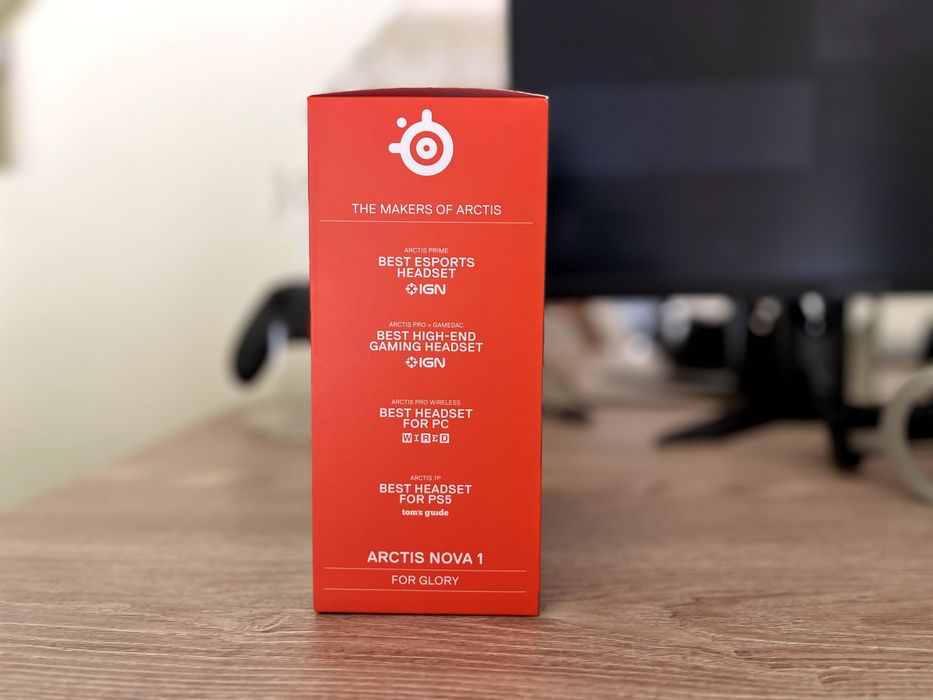 THE MAKERS OF ARCTIS
ARCTIS PRIME
BEST ESPORTS
HEADSET
IGN
ARCTIS PRO + GAMEDAC
BEST HIGH-END
GAMING HEADSET
IGN
ARCTIS PRO WIRELESS
BEST HEADSET
FOR PC
WIRED
ARCTIS 7P
BEST HEADSET
FOR PS5
tom's guide
ARCTIS NOVA 1
FOR GLORY